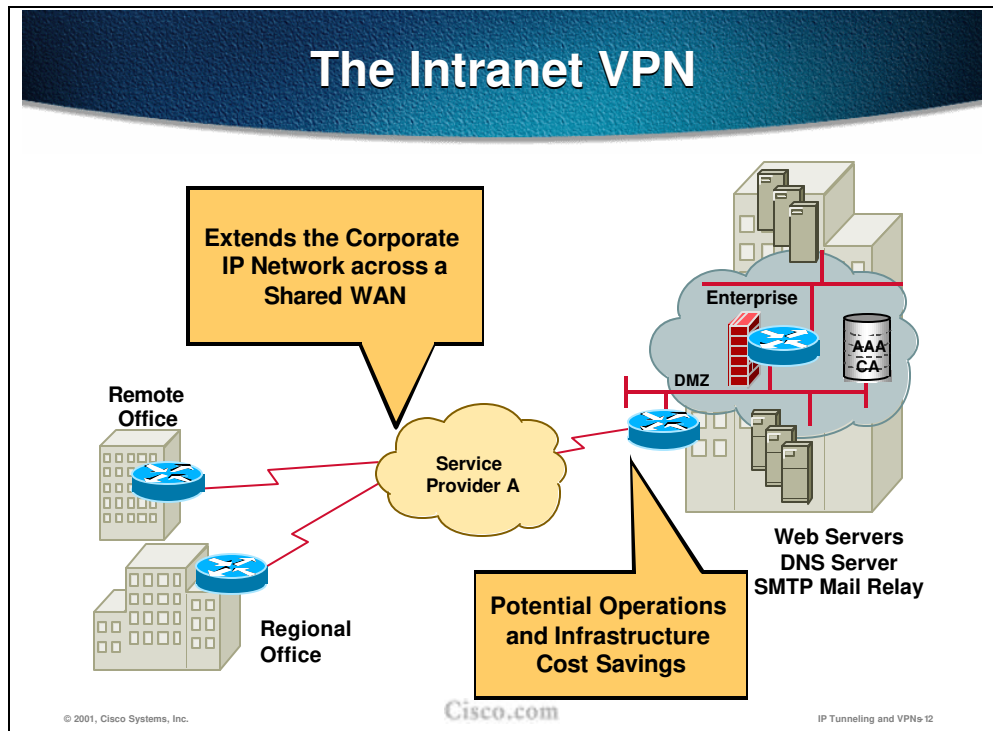 The Intranet VPN
Extends the Corporate
IP Network across a
Shared WAN
Enterprise
AAA
CA
DMZ
Remote
Office
Service
Provider A
Web Servers
DNS Server
SMTP Mail Relay
Potential Operations
and Infrastructure
Cost Savings
Regional
Office
© 2001, Cisco Systems, Inc.
Cisco.com
IP Tunneling and VPNs-12